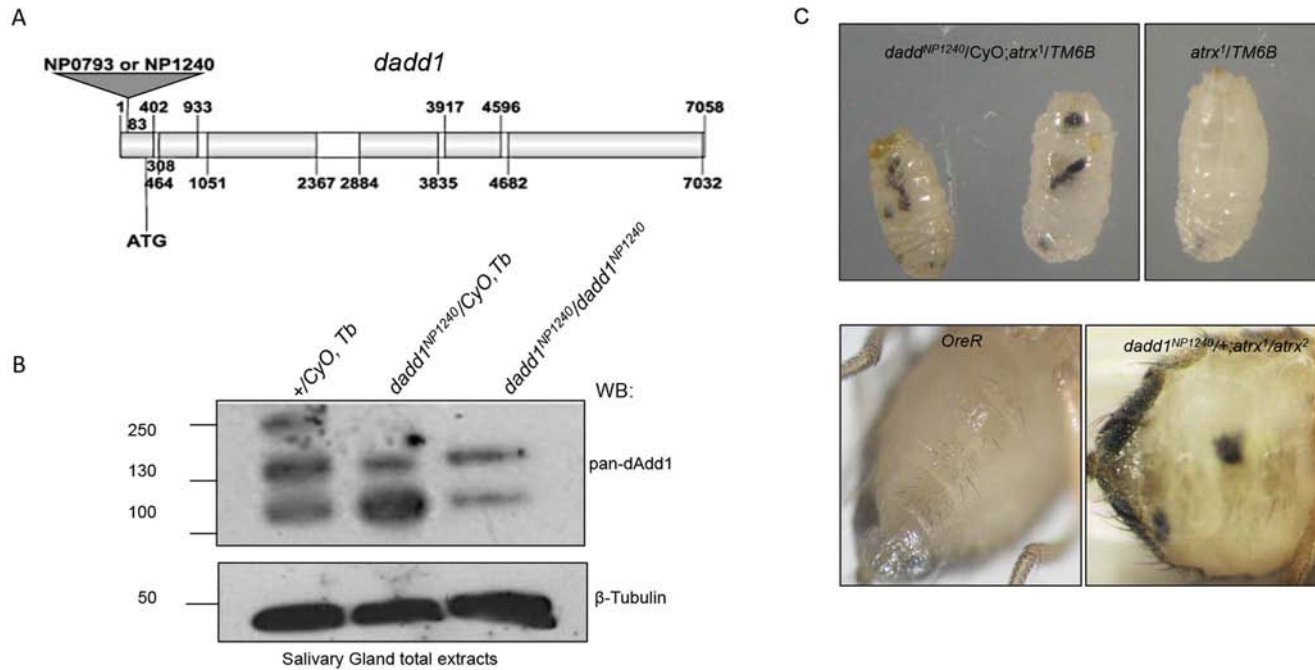 A
NP0793 or NP1240
dadd1
1 402 933 3917 4596 7058
83
308
464 1051 2367 2884 3835 4682 7032
ATG
B
+/CyO, Tb
dadd1NP1240/CyO,Tb
dadd1NP1240/dadd1NP1240
WB:
250
130
100
pan-dAdd1
50
β-Tubulin
Salivary Gland total extracts
C
daddNP1240/CyO;atrx1/TM6B
atrx1/TM6B
OreR
dadd1NP1240/+;atrx1/atrx2